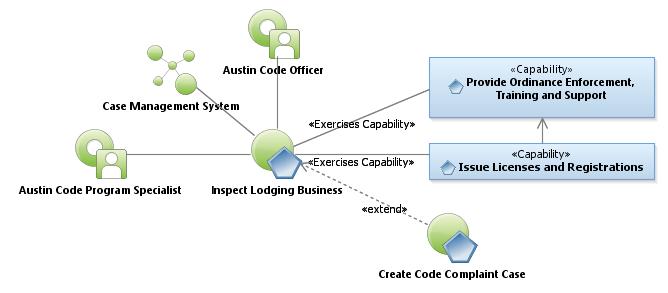 Austin Code Officer
Case Management System
«Capability»
Provide Ordinance Enforcement,
Training and Support
«Exercises Capability»
«Capability»
Issue Licenses and Registrations
«Exercises Capability»
Austin Code Program Specialist
Inspect Lodging Business
«extend»
Create Code Complaint Case